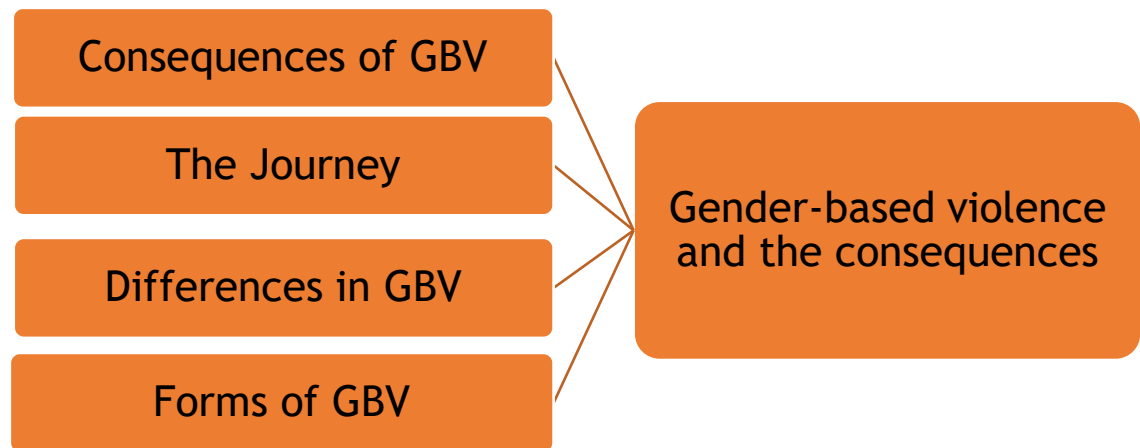 Consequences of GBV
The Journey
Differences in GBV
Forms of GBV
Gender-based violence
and the consequences